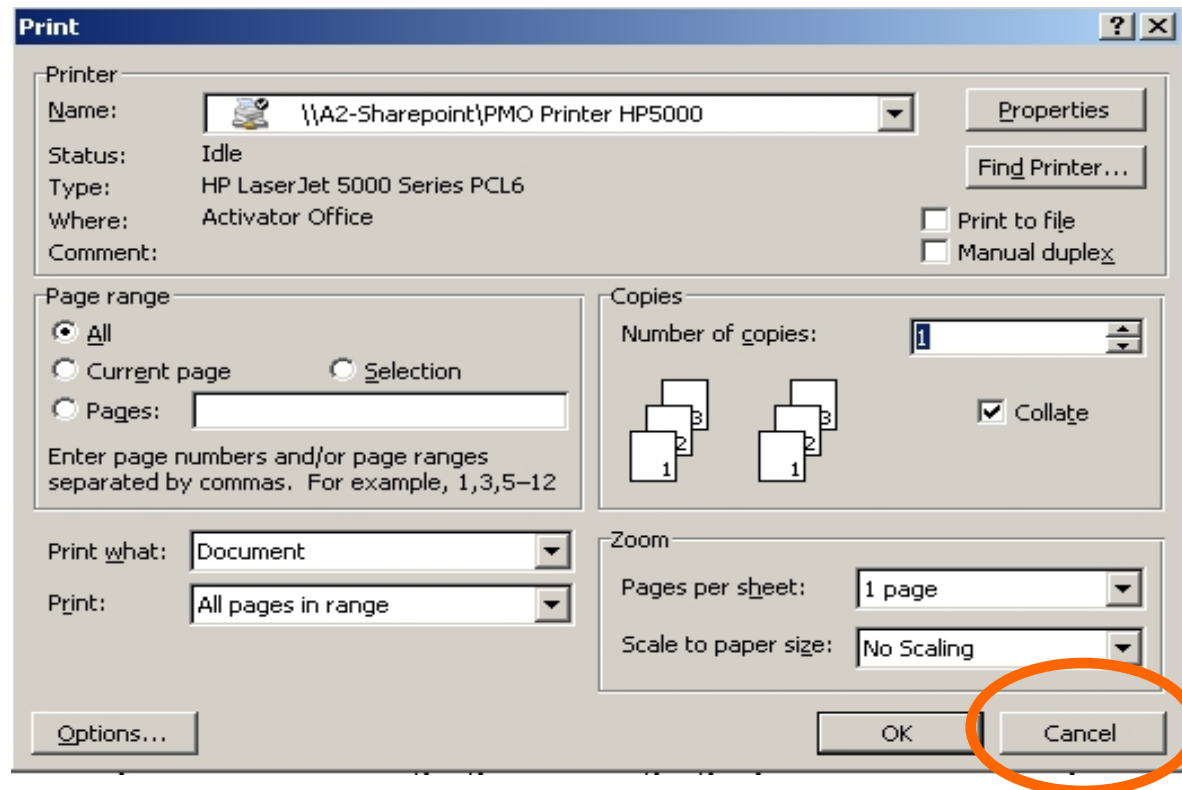 Print
Printer
Name: \\A2-Sharepoint\PMO Printer HP5000 Properties
Status: Idle Find Printer...
Type: HP LaserJet 5000 Series PCL6
Where: Activator Office Print to file
Comment: Manual duplex
Page range
All
Current page Selection
Pages:
Enter page numbers and/or page ranges
separated by commas. For example, 1,3,5–12
Copies
Number of copies: 1
3 3
2 2
1 1
Collate
Print what: Document
Print: All pages in range
Zoom
Pages per sheet: 1 page
Scale to paper size: No Scaling
Options... OK Cancel